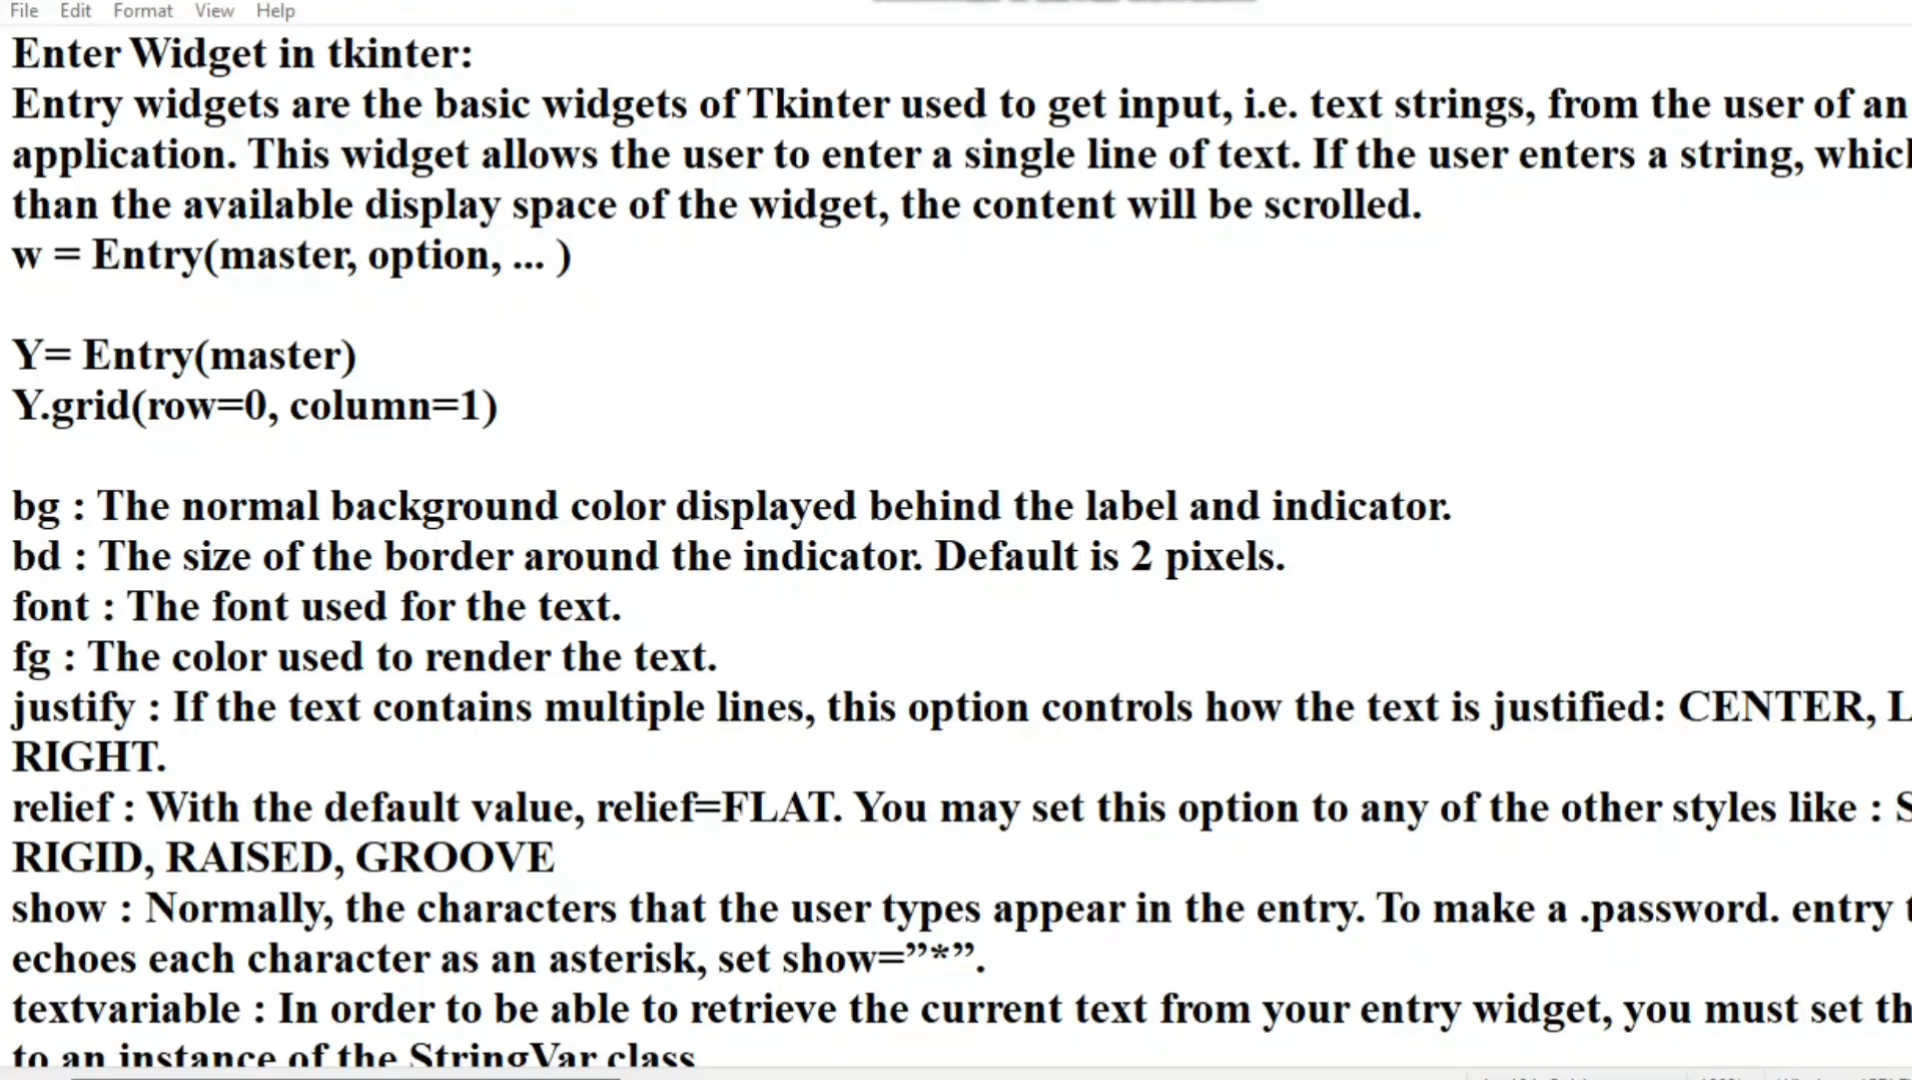 File Edit Format View Help
Enter Widget in tkinter:
Entry widgets are the basic widgets of Tkinter used to get input, i.e. text strings, from the user of an
application. This widget allows the user to enter a single line of text. If the user enters a string,
than the available display space of the widget, the content will be scrolled.
w = Entry(master, option, ... )
Y= Entry(master)
Y.grid(row=0, column=1)
bg : The normal background color displayed behind the label and indicator.
bd : The size of the border around the indicator. Default is 2 pixels.
font : The font used for the text.
fg : The color used to render the text.
justify : If the text contains multiple lines, this option controls how the text is justified: CENTER,
RIGHT.
relief : With the default value, relief=FLAT. You may set this option to any of the other styles like :
RIGID, RAISED, GROOVE
show : Normally, the characters that the user types appear in the entry. To make a .password. entry
echoes each character as an asterisk, set show=”*”.
textvariable : In order to be able to retrieve the current text from your entry widget, you must set
to an instance of the StringVar class